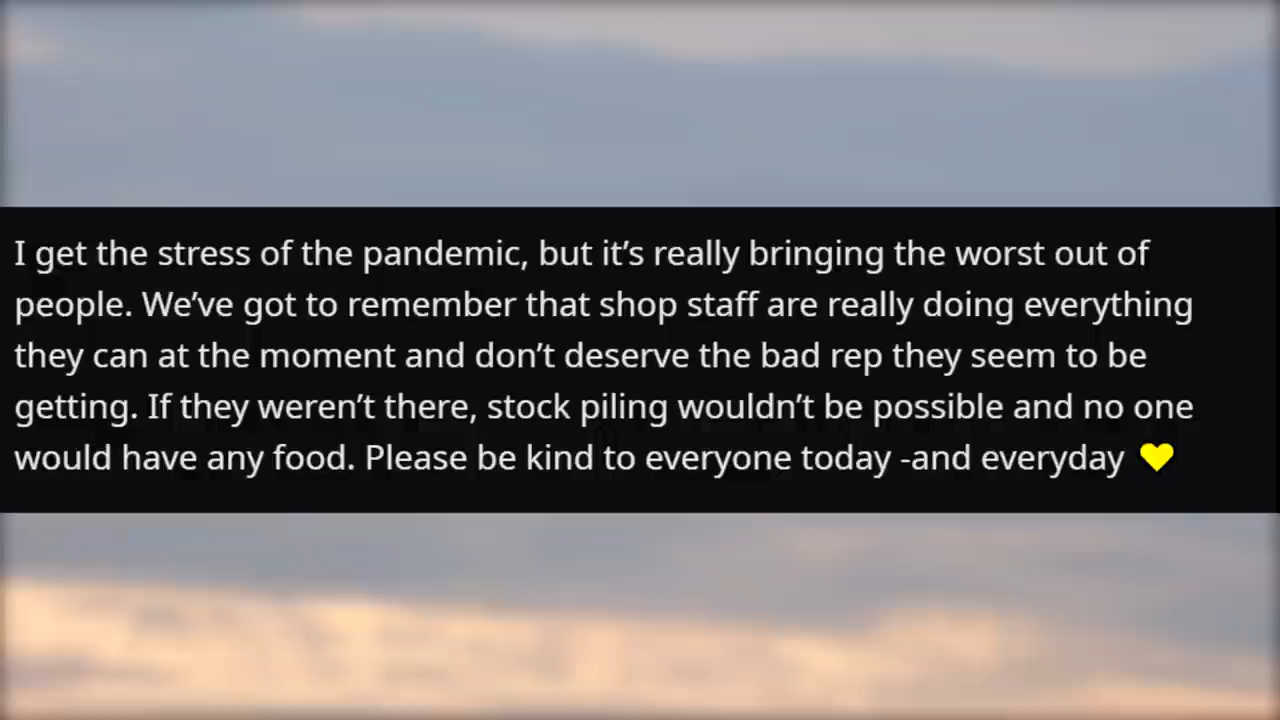 I get the stress of the pandemic, but it’s really bringing the worst out of
people. We’ve got to remember that shop staff are really doing everything
they can at the moment and don’t deserve the bad rep they seem to be
getting. If they weren’t there, stock piling wouldn’t be possible and no one
would have any food. Please be kind to everyone today -and everyday 💛